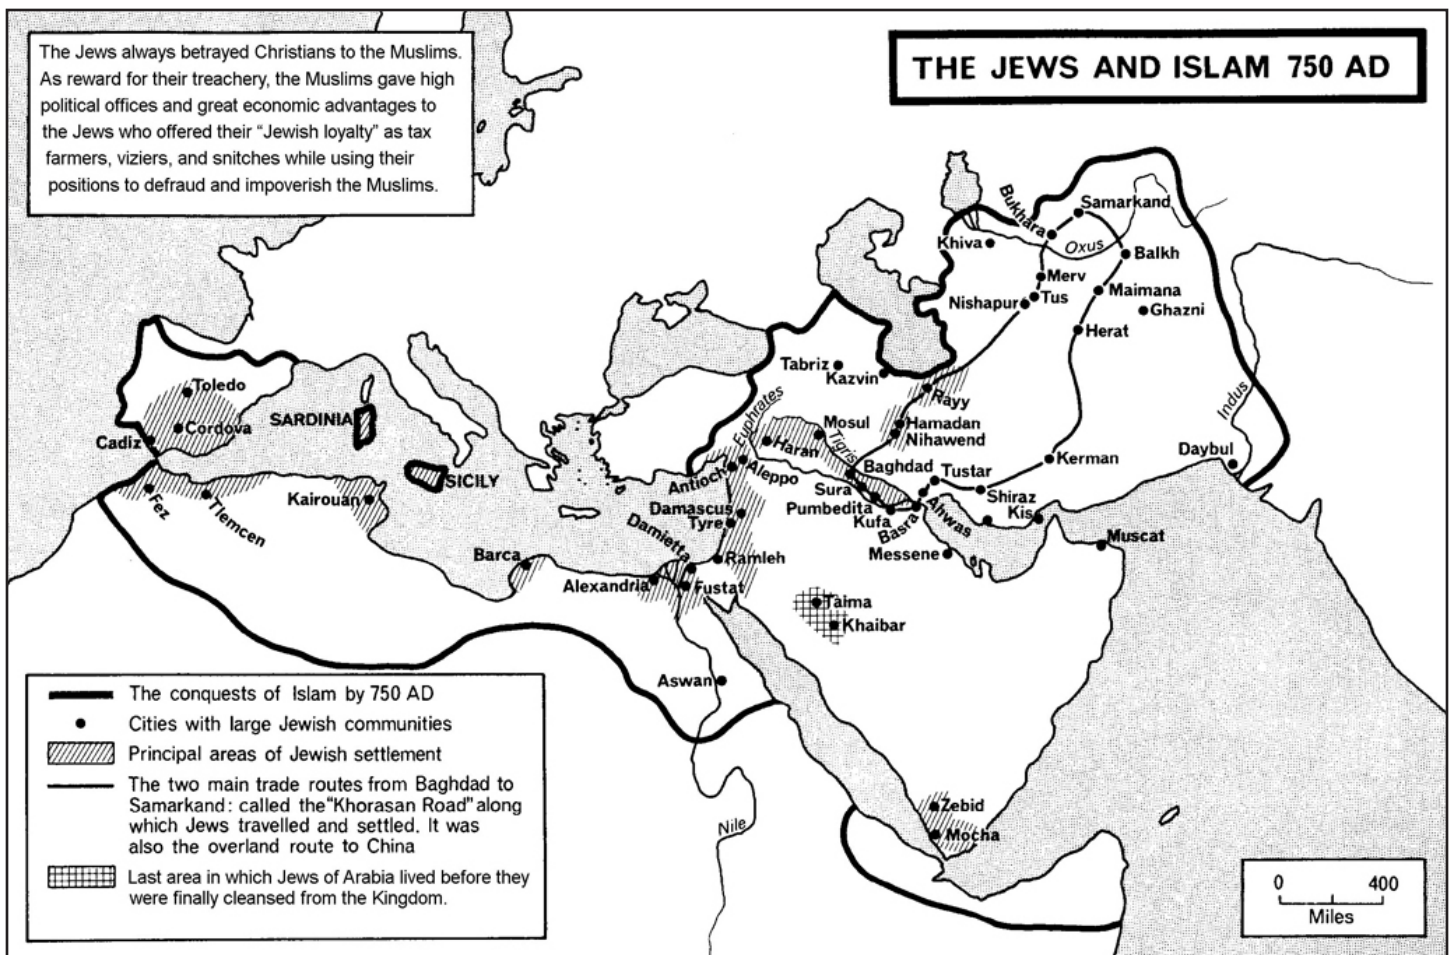 The Jews always betrayed Christians to the Muslims.
As reward for their treachery, the Muslims gave high
political offices and great economic advantages to
the Jews who offered their “Jewish loyalty” as tax
farmers, viziers, and snitches while using their
positions to defraud and impoverish the Muslims.
THE JEWS AND ISLAM 750 AD
Samarkand
Bukhara
Khiva
Oxus
Balkh
Merv
Maimana
Nishapur
Tus
Ghazni
Herat
Tabriz
Kazvin
Toledo
Rayy
Indus
Euphrates
SARDINIA
Mosul
Hamadan
Cordova
Nihawend
Cadiz
Tigris
Haran
Daybul
Kerman
Baghdad
Tustar
Aleppo
Antioch
SICILY
Sura
Shiraz
Kairouan
Fez
Tlemcen
Damascus
Pumbedita
Kis
Ahwas
Tyre
Kufa
Basra
Damietta
Muscat
Barca
Ramleh
Messene
Alexandria
Fustat
Taima
Khaibar
Aswan
The conquests of Islam by 750 AD
Cities with large Jewish communities
Principal areas of Jewish settlement
The two main trade routes from Baghdad to
Samarkand: called the "Khorasan Road" along
which Jews travelled and settled. It was
also the overland route to China
Last area in which Jews of Arabia lived before they
were finally cleansed from the Kingdom.
Nile
Zebid
Mocha
0 400
Miles